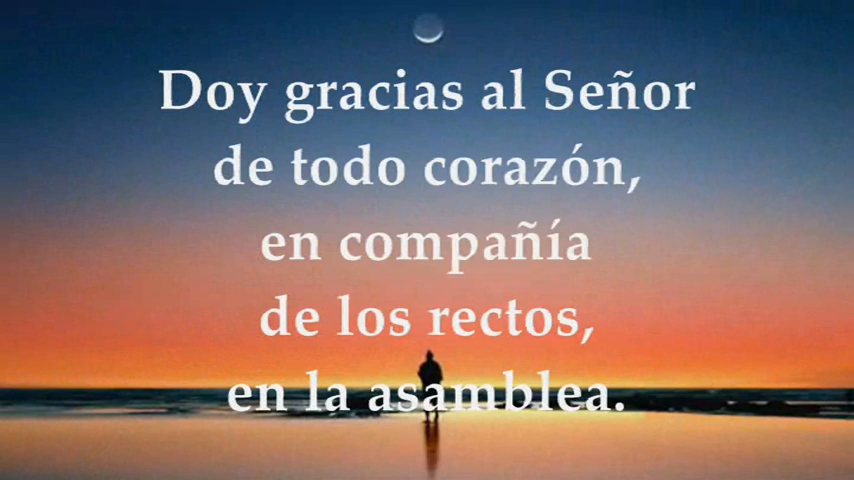 Doy gracias al Señor
de todo corazón,
en compañía
de los rectos,
en la asamblea.